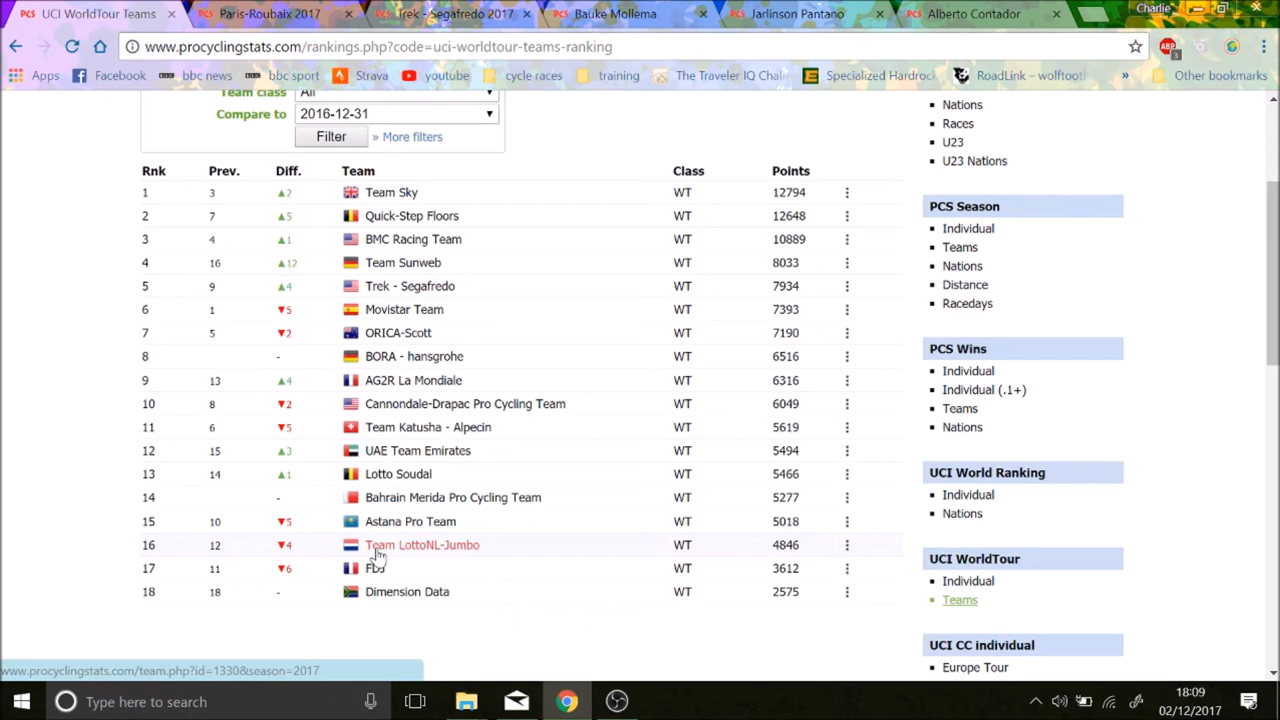 UCI WorldTour Teams
Paris-Roubaix 2017
Trek - Segafredo 2017
Bauke Mollema
Jarlinson Pantano
Alberto Contador
Charlie
www.procyclingstats.com/rankings.php?code=uci-worldtour-teams-ranking
Apps Facebook bbc news bbc sport Strava youtube cycle races training The Traveler IQ Chall Specialized Hardroc RoadLink – wolftooth » Other bookmarks
Team class All
Compare to 2016-12-31
Filter » More filters
Rnk Prev. Diff. Team Class Points
1 3 ▲2 Team Sky WT 12794
2 7 ▲5 Quick-Step Floors WT 12648
3 4 ▲1 BMC Racing Team WT 10889
4 16 ▲12 Team Sunweb WT 8033
5 9 ▲4 Trek - Segafredo WT 7934
6 1 ▼5 Movistar Team WT 7393
7 5 ▼2 ORICA-Scott WT 7190
8 - BORA - hansgrohe WT 6516
9 13 ▲4 AG2R La Mondiale WT 6316
10 8 ▼2 Cannondale-Drapac Pro Cycling Team WT 6049
11 6 ▼5 Team Katusha - Alpecin WT 5619
12 15 ▲3 UAE Team Emirates WT 5494
13 14 ▲1 Lotto Soudal WT 5466
14 - Bahrain Merida Pro Cycling Team WT 5277
15 10 ▼5 Astana Pro Team WT 5018
16 12 ▼4 Team LottoNL-Jumbo WT 4846
17 11 ▼6 FDJ WT 3612
18 18 - Dimension Data WT 2575
Nations
Races
U23
U23 Nations
PCS Season
Individual
Teams
Nations
Distance
Racedays
PCS Wins
Individual
Individual (.1+)
Teams
Nations
UCI World Ranking
Individual
Nations
UCI WorldTour
Individual
Teams
UCI CC individual
Europe Tour
www.procyclingstats.com/team.php?id=1330&season=2017
Type here to search
18:09
02/12/2017